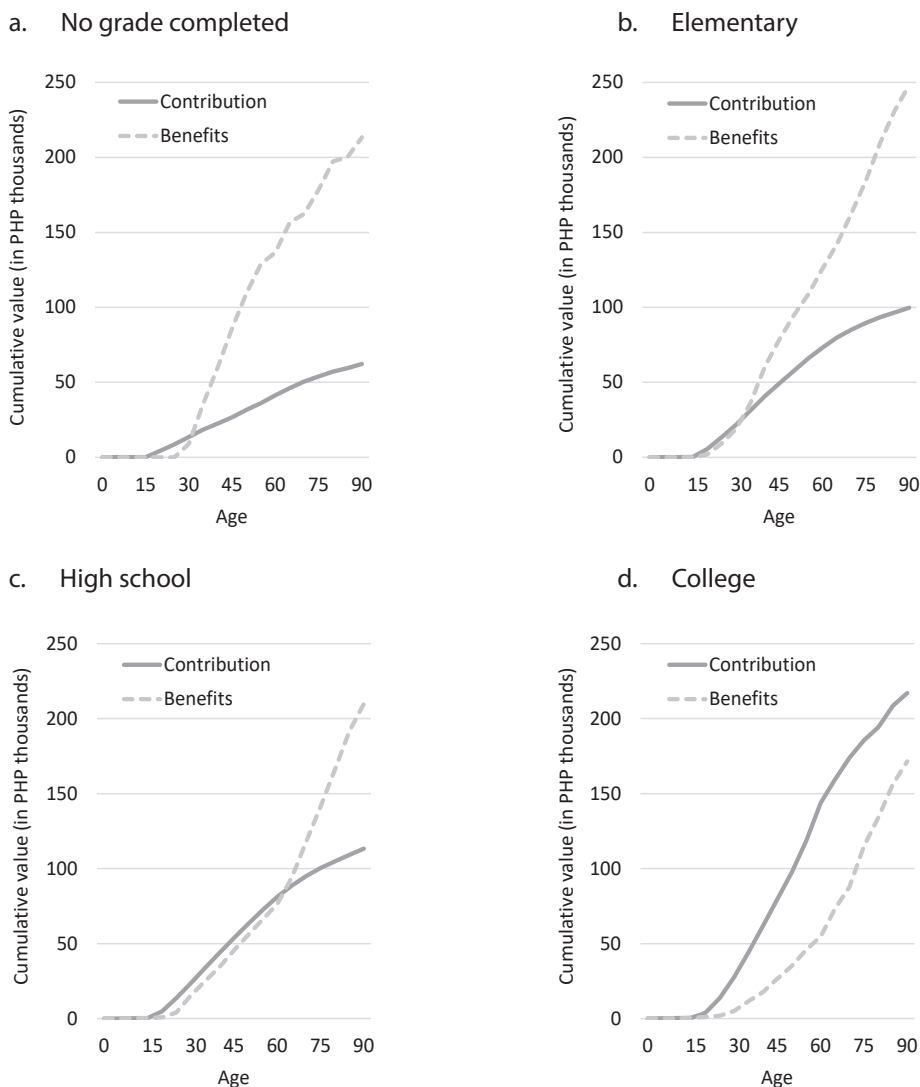 a. No grade completed
250
200
150
100
50
0
Cumulative value (in PHP thousands)
Contribution
Benefits
0 15 30 45 60 75 90
Age
b. Elementary
250
200
150
100
50
0
Cumulative value (in PHP thousands)
Contribution
Benefits
0 15 30 45 60 75 90
Age
c. High school
250
200
150
100
50
0
Cumulative value (in PHP thousands)
Contribution
Benefits
0 15 30 45 60 75 90
Age
d. College
250
200
150
100
50
0
Cumulative value (in PHP thousands)
Contribution
Benefits
0 15 30 45 60 75 90
Age